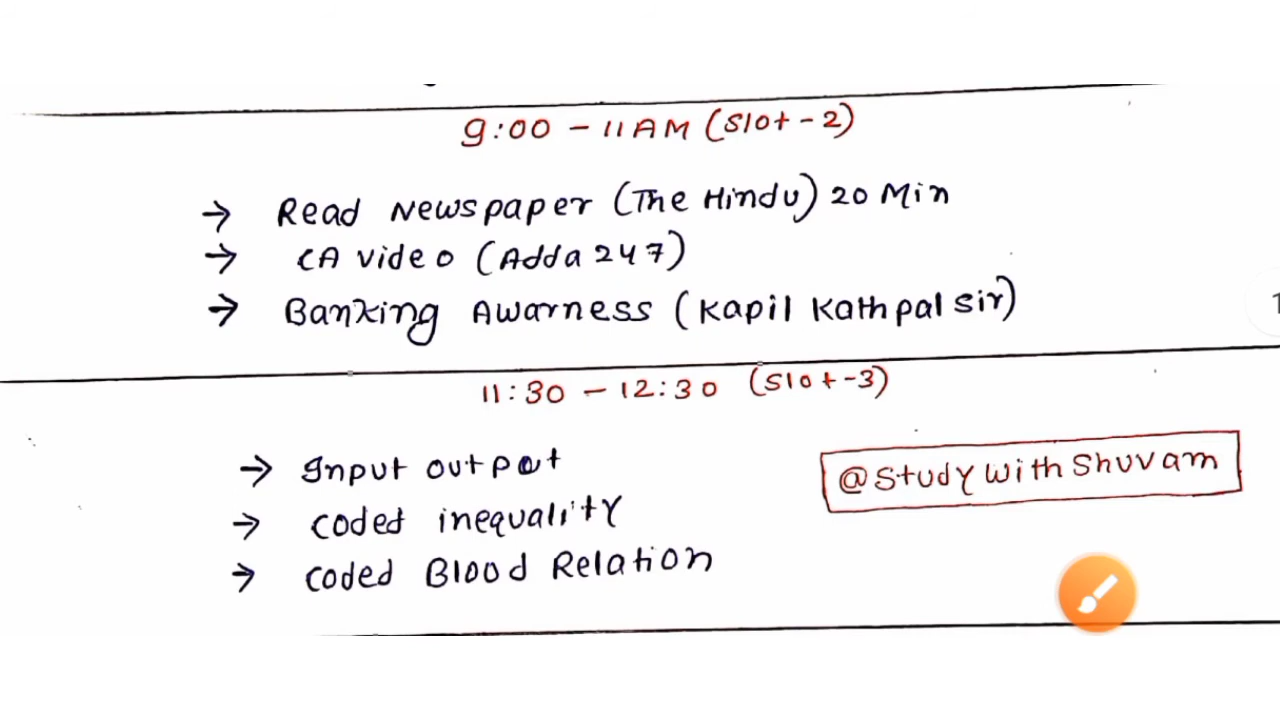 9:00 - 11AM (Slot - 2)
→ Read Newspaper (The Hindu) 20 Min
→ CA video (Adda 247)
→ Banking Awarness (Kapil Kathpal Sir)
1
11:30 - 12:30 (Slot -3)
→ Input output
→ Coded inequality
→ Coded Blood Relation
@StudyWithShuvam